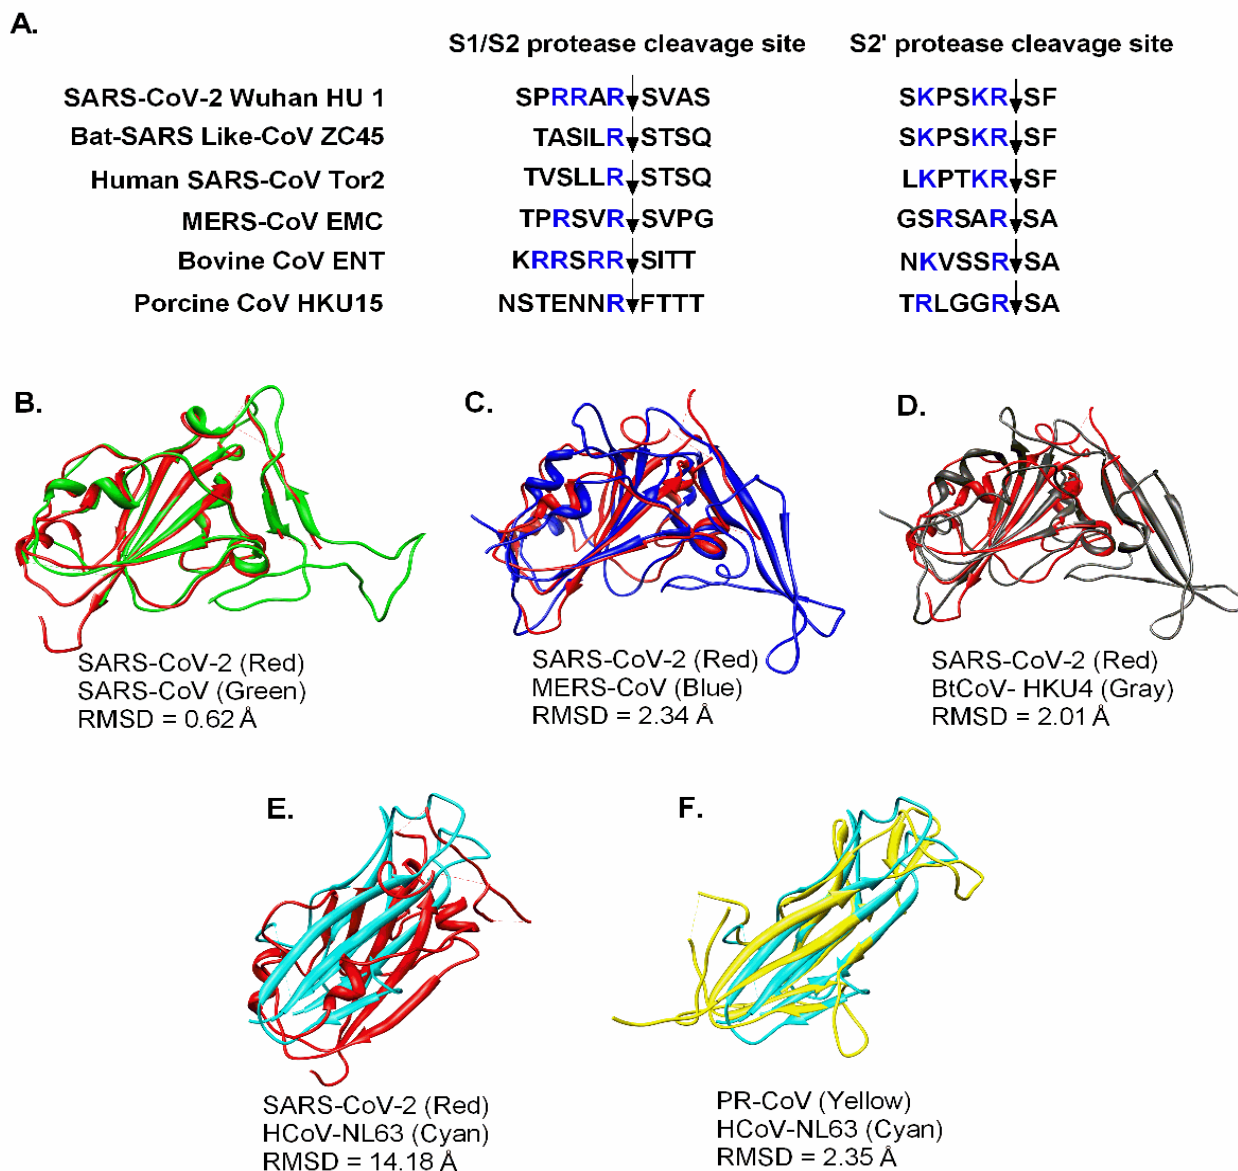 A.
S1/S2 protease cleavage site S2' protease cleavage site
SARS-CoV-2 Wuhan HU 1 SPRRAR SVAS SKPSKR SF
Bat-SARS Like-CoV ZC45 TASILR STSQ SKPSKR SF
Human SARS-CoV Tor2 TVSLLR STSQ LKPTKR SF
MERS-CoV EMC TPRSVR SVPG GSRSAR SA
Bovine CoV ENT KRRSRR SITT NKVSSR SA
Porcine CoV HKU15 NSTENNR FTTT TRLGGR SA
B.
SARS-CoV-2 (Red)
SARS-CoV (Green)
RMSD = 0.62 Å
C.
SARS-CoV-2 (Red)
MERS-CoV (Blue)
RMSD = 2.34 Å
D.
SARS-CoV-2 (Red)
BtCoV- HKU4 (Gray)
RMSD = 2.01 Å
E.
SARS-CoV-2 (Red)
HCoV-NL63 (Cyan)
RMSD = 14.18 Å
F.
PR-CoV (Yellow)
HCoV-NL63 (Cyan)
RMSD = 2.35 Å